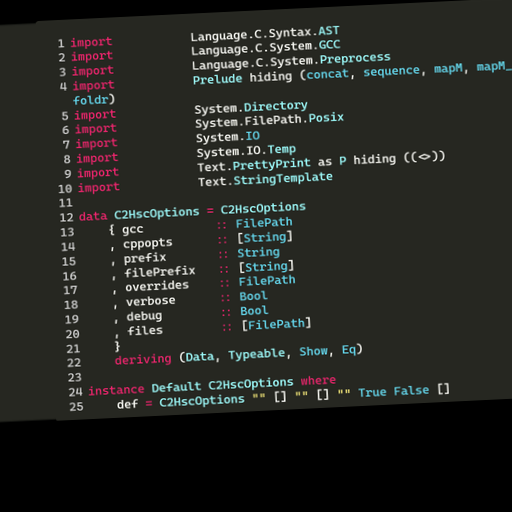 1 import           Language.C.Syntax.AST
2 import           Language.C.System.GCC
3 import           Language.C.System.Preprocess
4 import           Prelude hiding (concat, sequence, mapM, mapM_
foldr)
5 import           System.Directory
6 import           System.FilePath.Posix
7 import           System.IO
8 import           System.IO.Temp
9 import           Text.PrettyPrint as P hiding ((<>))
10 import           Text.StringTemplate
11
12 data C2HscOptions = C2HscOptions
13     { gcc          :: FilePath
14     , cppopts      :: [String]
15     , prefix       :: String
16     , filePrefix   :: [String]
17     , overrides    :: FilePath
18     , verbose      :: Bool
19     , debug        :: Bool
20     , files        :: [FilePath]
21     }
22     deriving (Data, Typeable, Show, Eq)
23
24 instance Default C2HscOptions where
25     def = C2HscOptions "" [] "" [] "" True False []